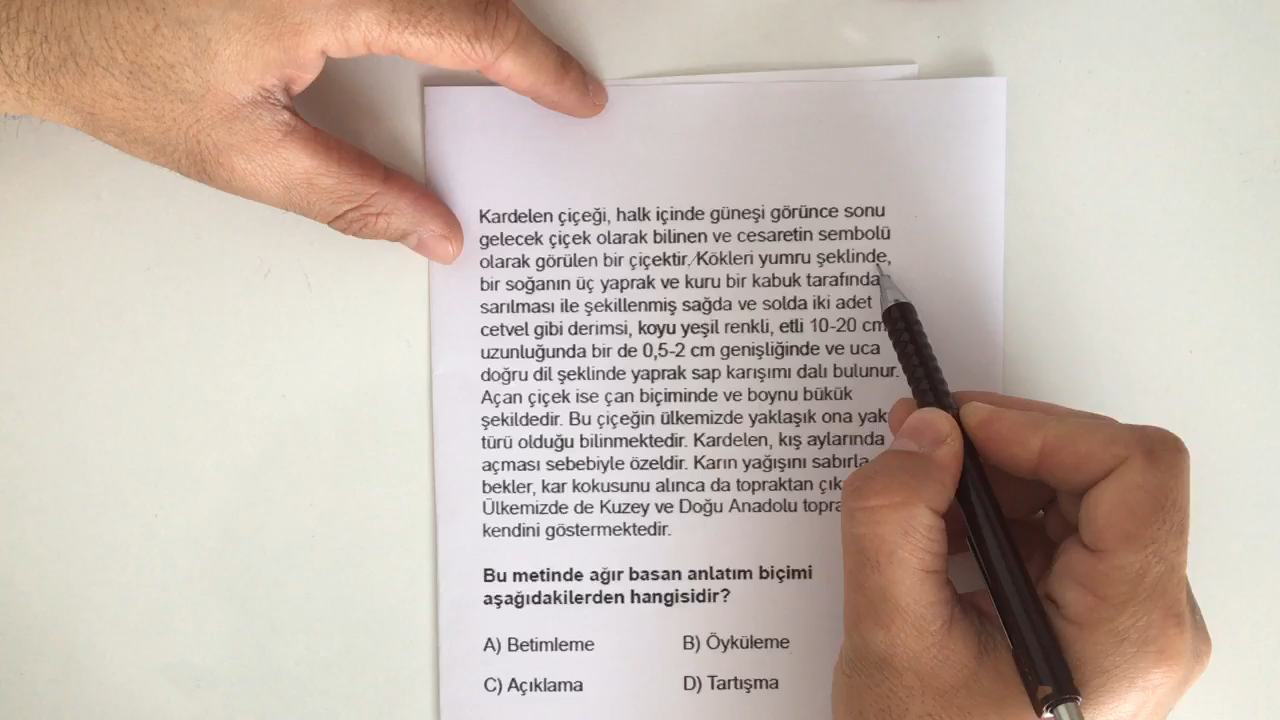 Kardelen çiçeği, halk içinde güneşi görünce sonu
gelecek çiçek olarak bilinen ve cesaretin sembolü
olarak görülen bir çiçektir. Kökleri yumru şeklinde,
bir soğanın üç yaprak ve kuru bir kabuk tarafında
sarılması ile şekillenmiş sağda ve solda iki adet
cetvel gibi derimsi, koyu yeşil renkli, etli 10-20 cm
uzunluğunda bir de 0,5-2 cm genişliğinde ve uca
doğru dil şeklinde yaprak sap karışımı dalı bulunur.
Açan çiçek ise çan biçiminde ve boynu bükük
şekildedir. Bu çiçeğin ülkemizde yaklaşık ona yak
türü olduğu bilinmektedir. Kardelen, kış aylarında
açması sebebiyle özeldir. Karın yağışını sabırla
bekler, kar kokusunu alınca da topraktan
Ülkemizde de Kuzey ve Doğu Anadolu
kendini göstermektedir.
Bu metinde ağır basan anlatım biçimi
aşağıdakilerden hangisidir?
A) Betimleme B) Öyküleme
C) Açıklama D) Tartışma